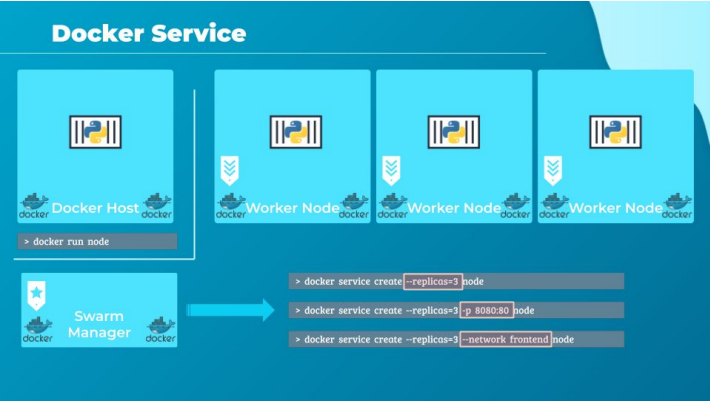 Docker Service
Docker Host
docker
docker
Worker Node
docker
docker
Worker Node
docker
docker
Worker Node
docker
docker
> docker run node
Swarm
Manager
docker
docker
> docker service create --replicas=3 node
> docker service create --replicas=3 -p 8080:80 node
> docker service create --replicas=3 --network frontend node